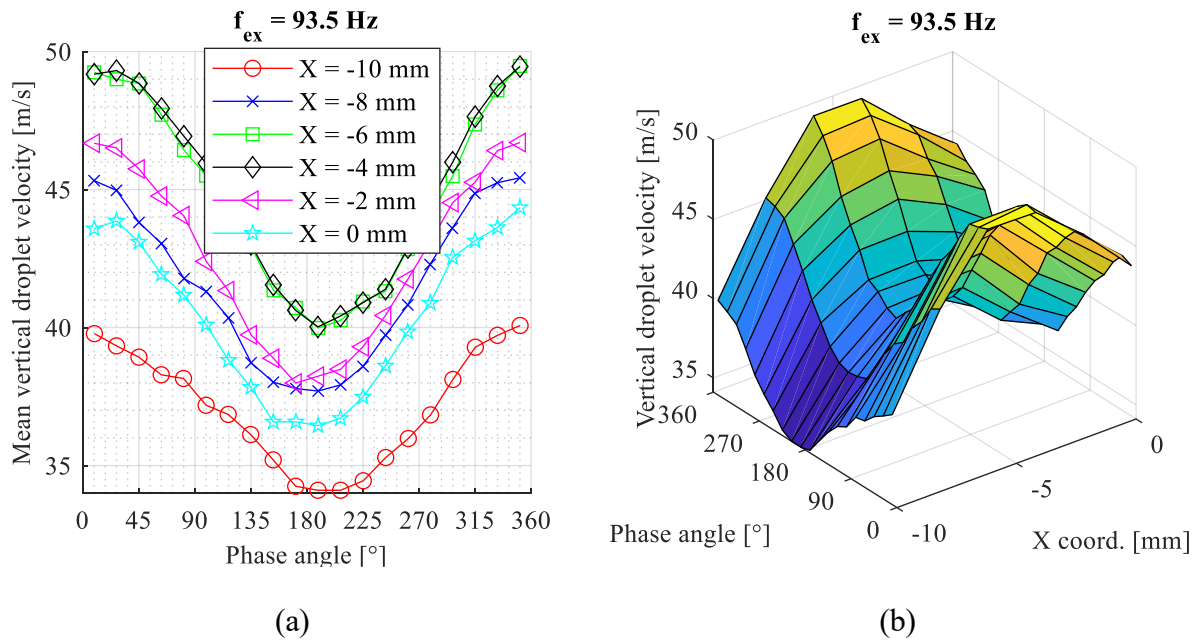 f_ex = 93.5 Hz
Mean vertical droplet velocity [m/s]
50
45
40
35
X = -10 mm
X = -8 mm
X = -6 mm
X = -4 mm
X = -2 mm
X = 0 mm
0 45 90 135 180 225 270 315 360
Phase angle [°]
(a)
f_ex = 93.5 Hz
Vertical droplet velocity [m/s]
50
45
40
35
360
270
180
90
0
Phase angle [°]
-10
-5
0
X coord. [mm]
(b)